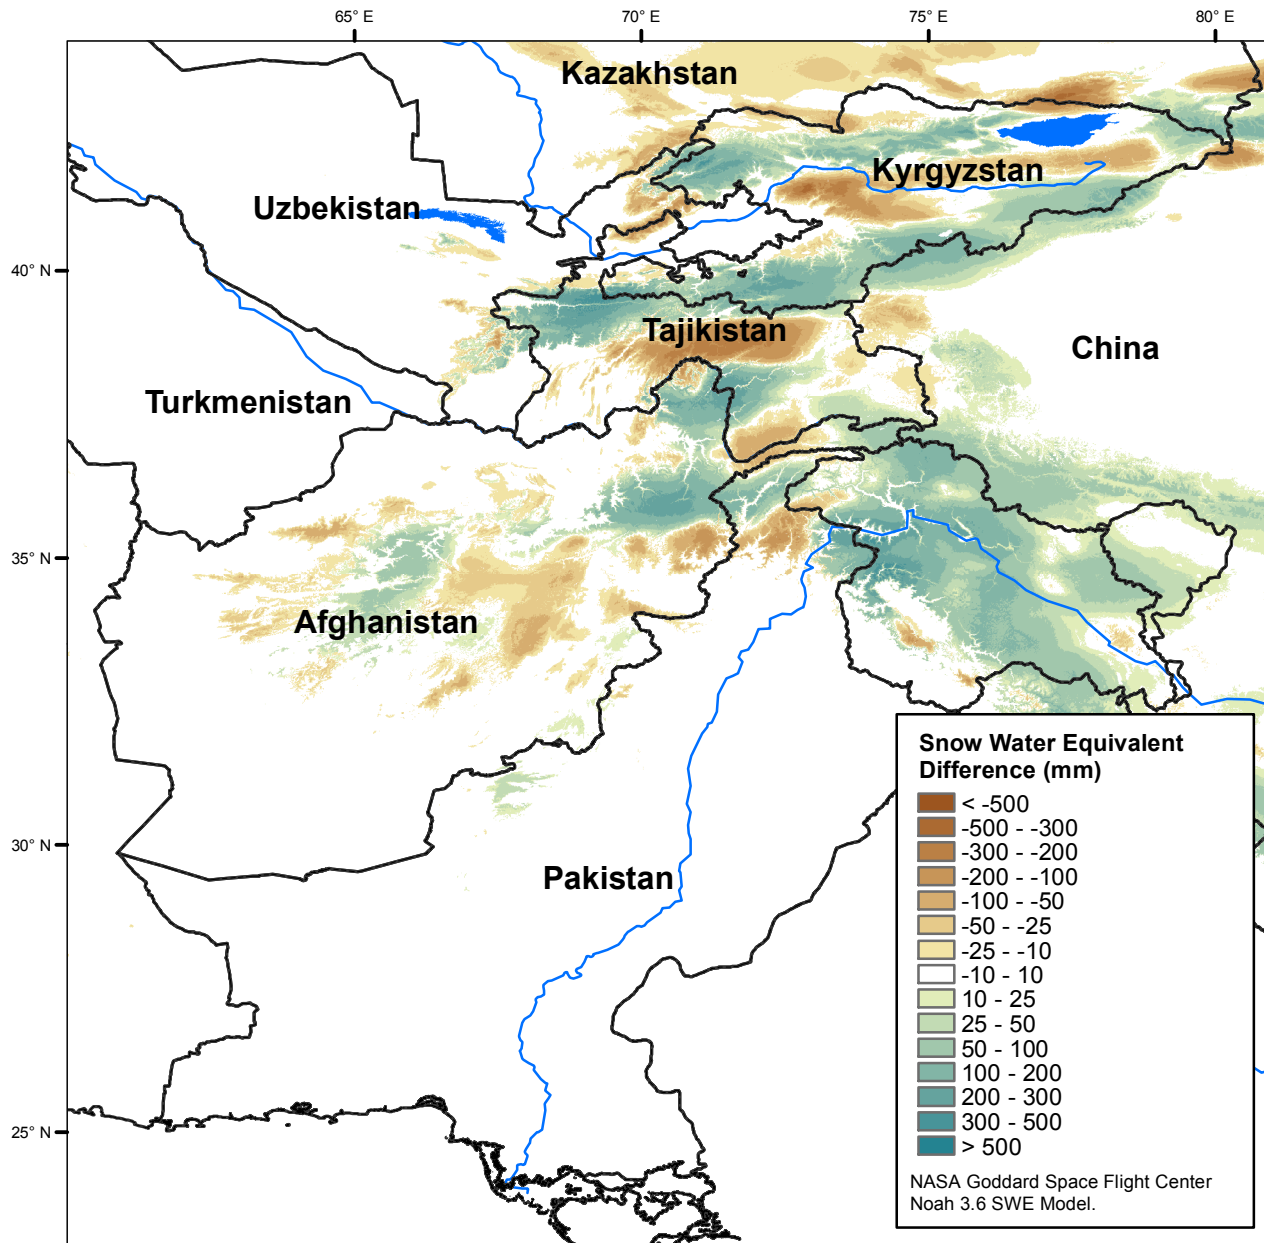 65° E
70° E
75° E
80° E
Kazakhstan
Kyrgyzstan
Uzbekistan
40° N
Tajikistan
China
Turkmenistan
35° N
Afghanistan
Snow Water Equivalent
Difference (mm)
< -500
-500 - -300
-300 - -200
-200 - -100
-100 - -50
-50 - -25
-25 - -10
-10 - 10
10 - 25
25 - 50
50 - 100
100 - 200
200 - 300
300 - 500
> 500
NASA Goddard Space Flight Center
Noah 3.6 SWE Model.
30° N
Pakistan
25° N